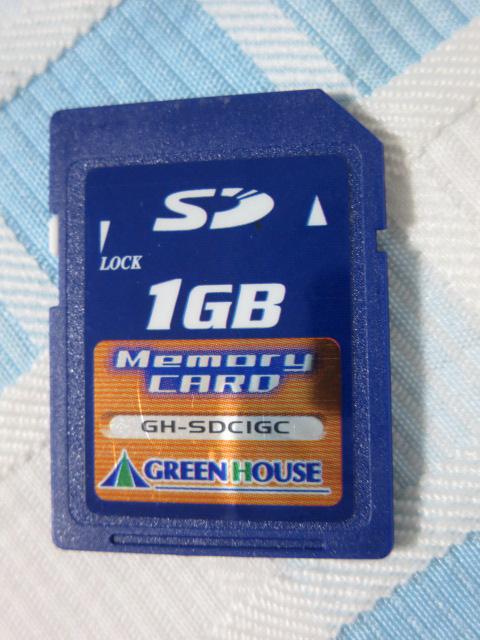 SD
LOCK
1GB
Memory
CARD
GH-SDC1GC
GREEN HOUSE